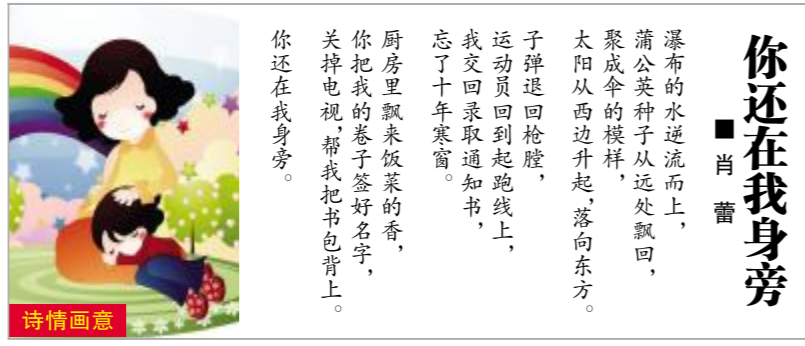 你还在我身旁
■肖 蕾
瀑布的水逆流而上，
蒲公英种子从远处飘回，
聚成伞的模样，
太阳从西边升起，落向东方。
子弹退回枪膛，
运动员回到起跑线上，
我交回录取通知书，
忘了十年寒窗。
厨房里飘来饭菜的香，
你把我的卷子签好名字，
关掉电视，帮我把书包背上。
你还在我身旁。
诗情画意